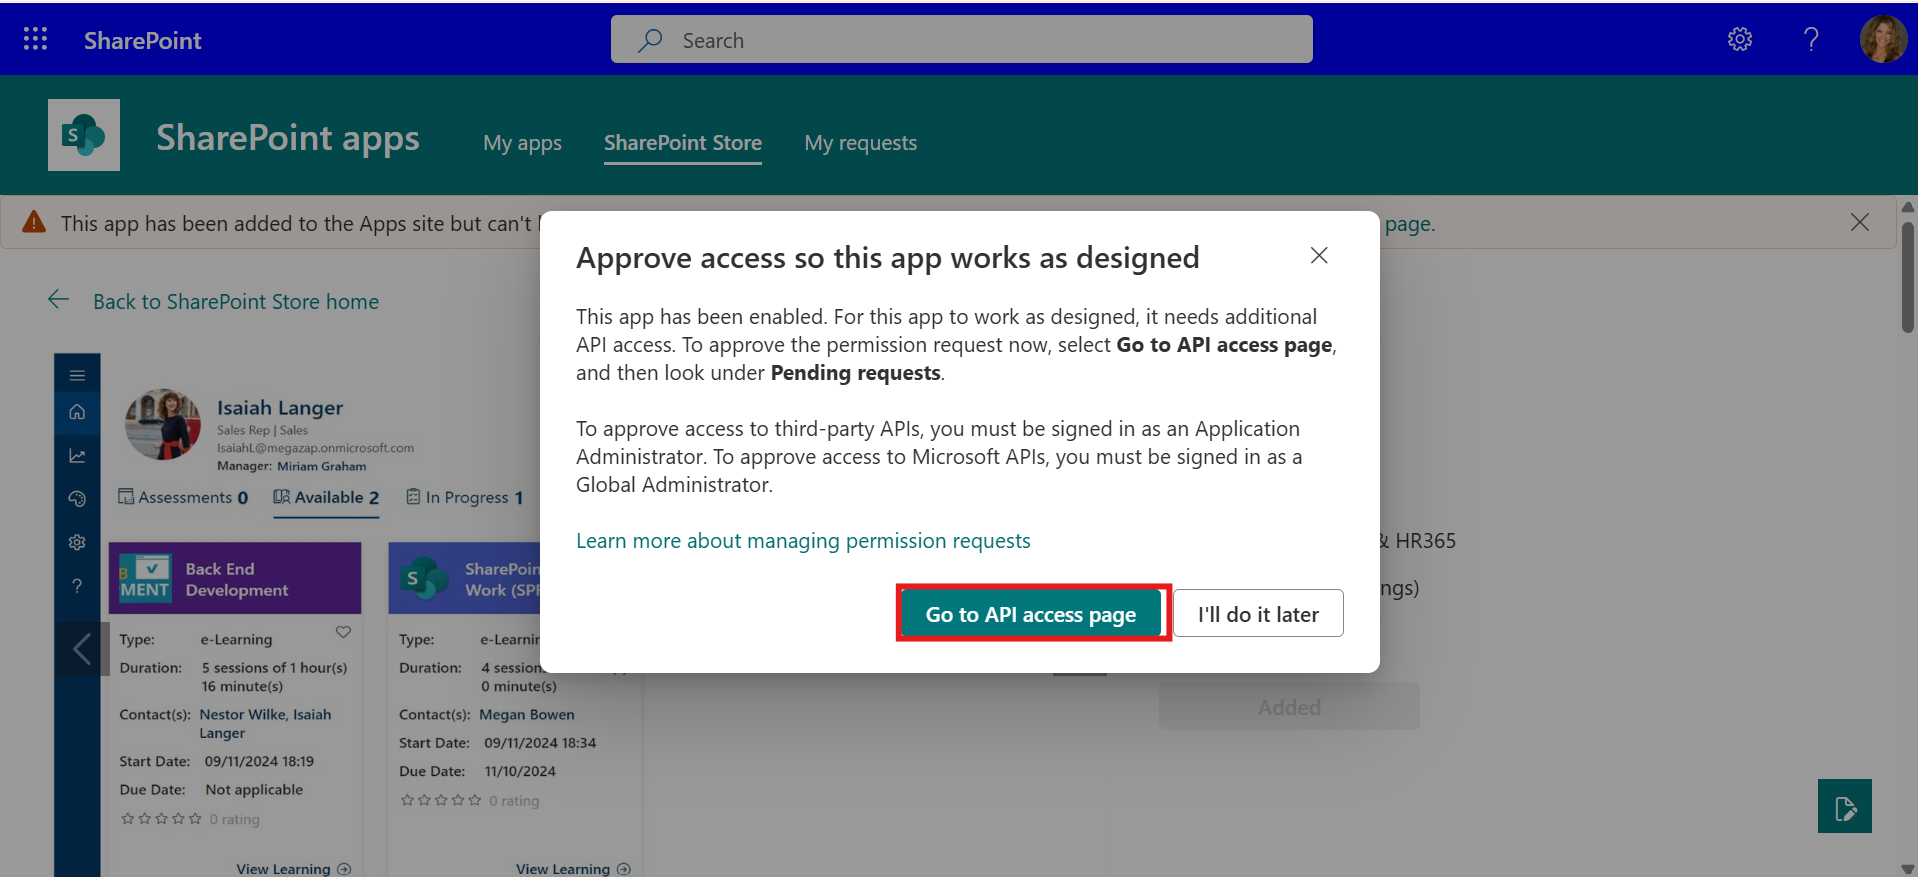 SharePoint
Search
S
SharePoint apps
My apps
SharePoint Store
My requests
This app has been added to the Apps site but can't
page.
Back to SharePoint Store home
Approve access so this app works as designed
This app has been enabled. For this app to work as designed, it needs additional
API access. To approve the permission request now, select Go to API access page,
and then look under Pending requests.
To approve access to third-party APIs, you must be signed in as an Application
Administrator. To approve access to Microsoft APIs, you must be signed in as a
Global Administrator.
Learn more about managing permission requests
Go to API access page
I'll do it later
Isaiah Langer
Sales Rep | Sales
IsaiahL@megazap.onmicrosoft.com
Manager: Miriam Graham
Assessments 0
Available 2
In Progress 1
B
MENT
Back End
Development
Type: e-Learning
Duration: 5 sessions of 1 hour(s)
16 minute(s)
Contact(s): Nestor Wilke, Isaiah
Langer
Start Date: 09/11/2024 18:19
Due Date: Not applicable
0 rating
View Learning
S
SharePoin
Work (SPF
Type: e-Learnin
Duration: 4 session
0 minute(s)
Contact(s): Megan Bowen
Start Date: 09/11/2024 18:34
Due Date: 11/10/2024
0 rating
View Learning
& HR365
ngs)
Added